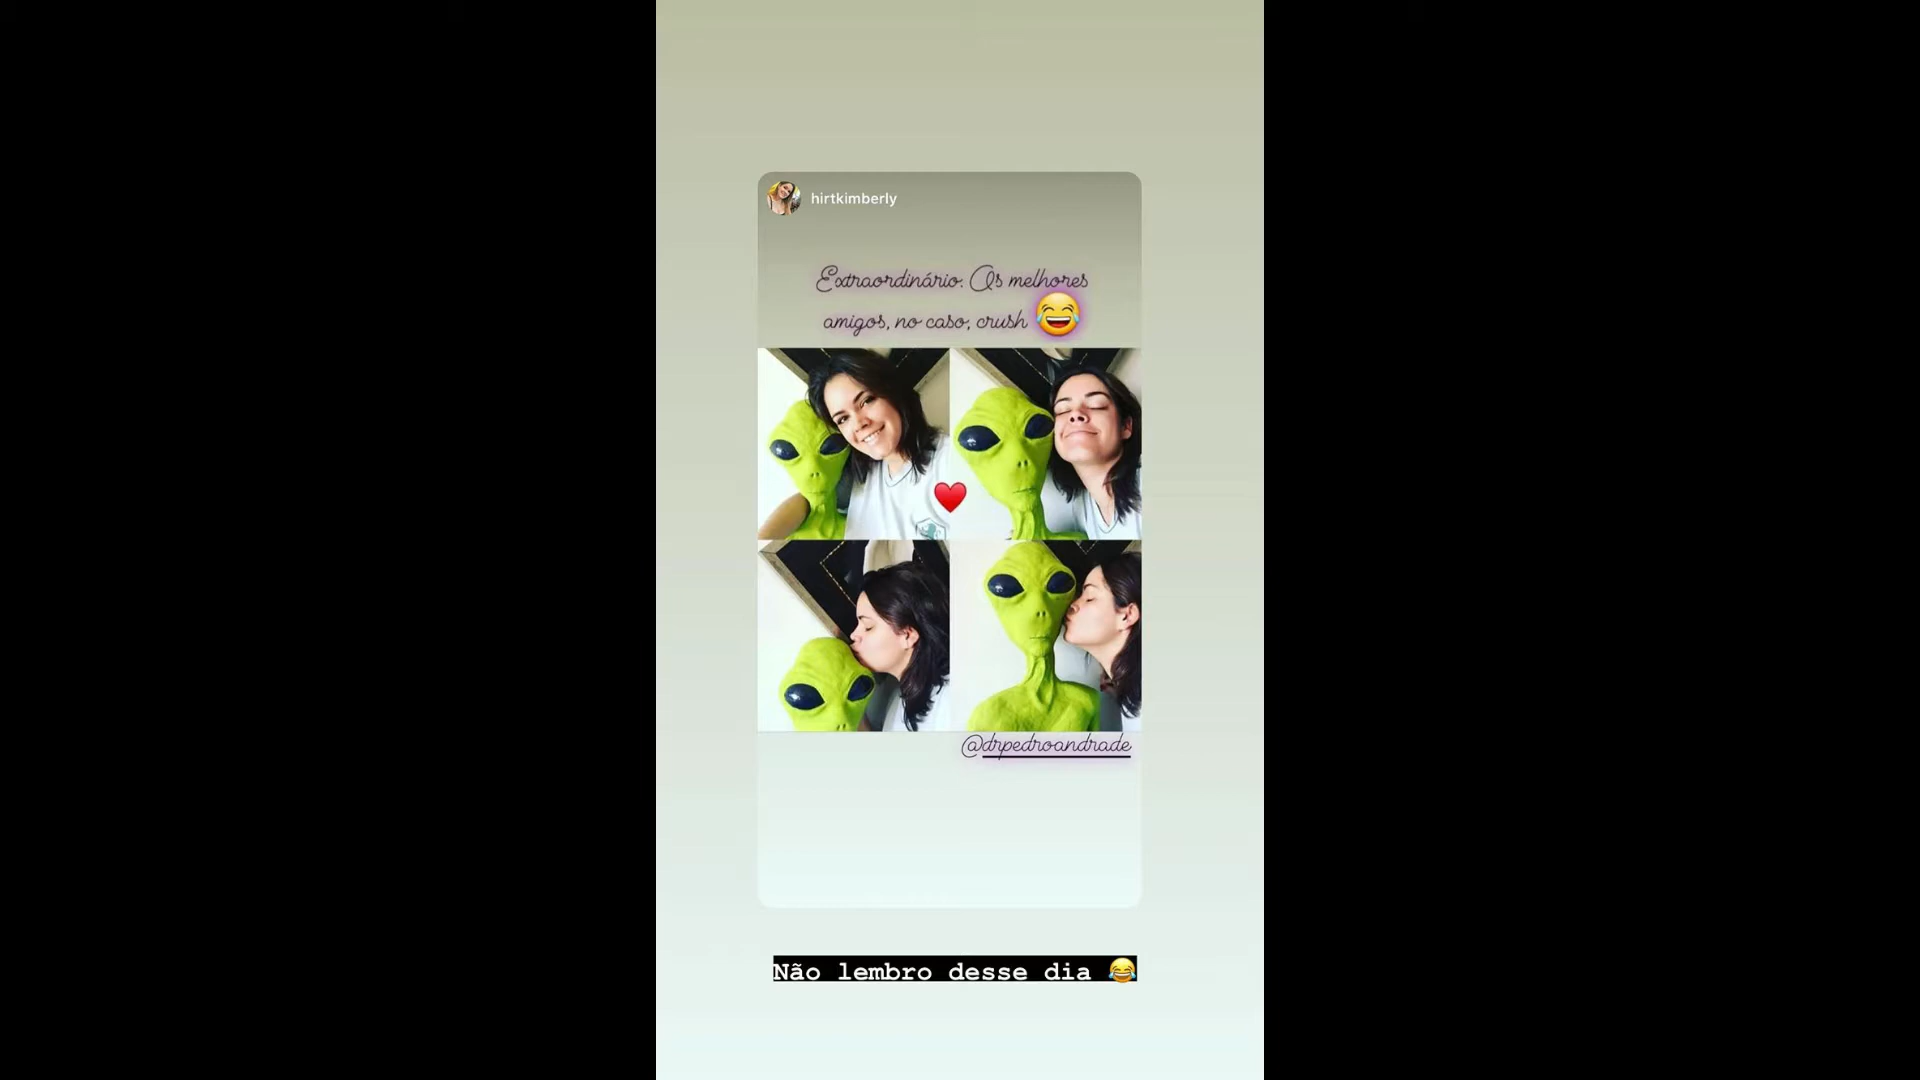 hirtkimberly
Extraordinário. Os melhores
amigos, no caso, crush 😂
@drpedroandrade
Não lembro desse dia 😂